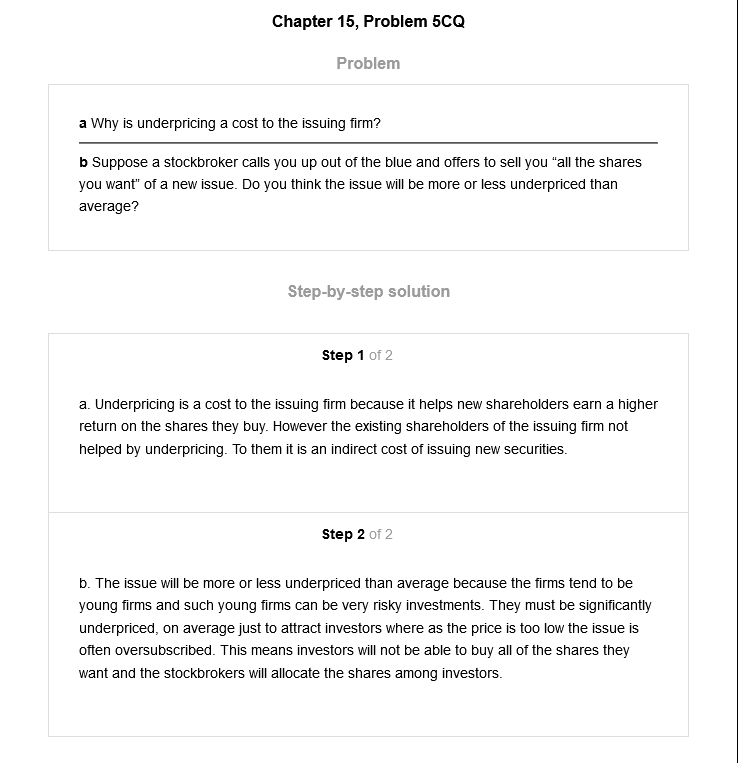 Chapter 15, Problem 5CQ
Problem
a Why is underpricing a cost to the issuing firm?
b Suppose a stockbroker calls you up out of the blue and offers to sell you “all the shares
you want” of a new issue. Do you think the issue will be more or less underpriced than
average?
Step-by-step solution
Step 1 of 2
a. Underpricing is a cost to the issuing firm because it helps new shareholders earn a higher
return on the shares they buy. However the existing shareholders of the issuing firm not
helped by underpricing. To them it is an indirect cost of issuing new securities.
Step 2 of 2
b. The issue will be more or less underpriced than average because the firms tend to be
young firms and such young firms can be very risky investments. They must be significantly
underpriced, on average just to attract investors where as the price is too low the issue is
often oversubscribed. This means investors will not be able to buy all of the shares they
want and the stockbrokers will allocate the shares among investors.